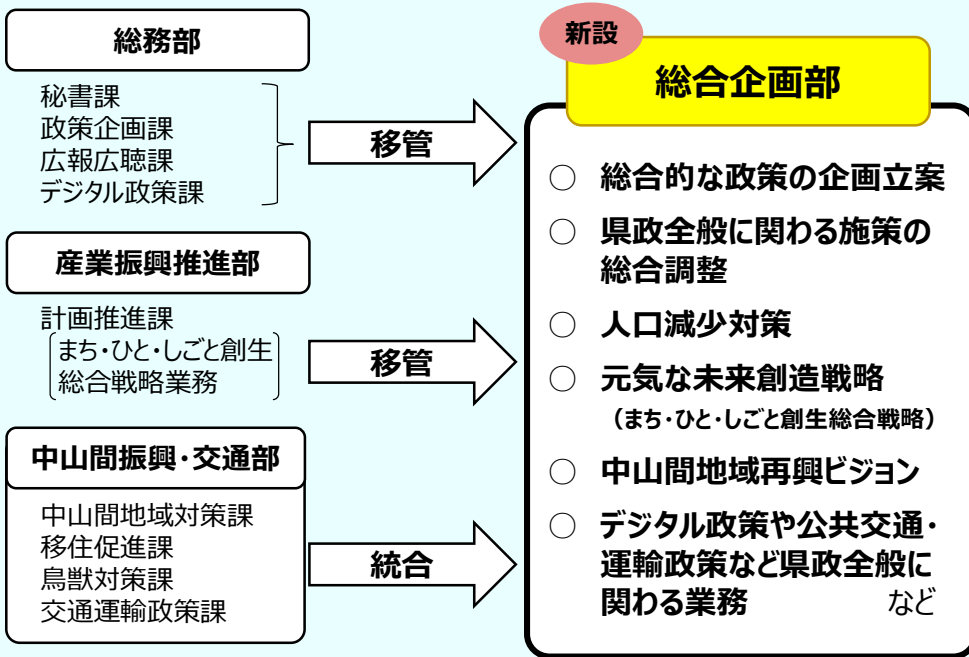 総務部
秘書課
政策企画課
広報広聴課
デジタル政策課
移管
産業振興推進部
計画推進課
まち・ひと・しごと創生
総合戦略業務
移管
中山間振興・交通部
中山間地域対策課
移住促進課
鳥獣対策課
交通運輸政策課
統合
新設
総合企画部
○ 総合的な政策の企画立案
○ 県政全般に関わる施策の
総合調整
○ 人口減少対策
○ 元気な未来創造戦略
(まち・ひと・しごと創生総合戦略)
○ 中山間地域再興ビジョン
○ デジタル政策や公共交通・
運輸政策など県政全般に
関わる業務 など